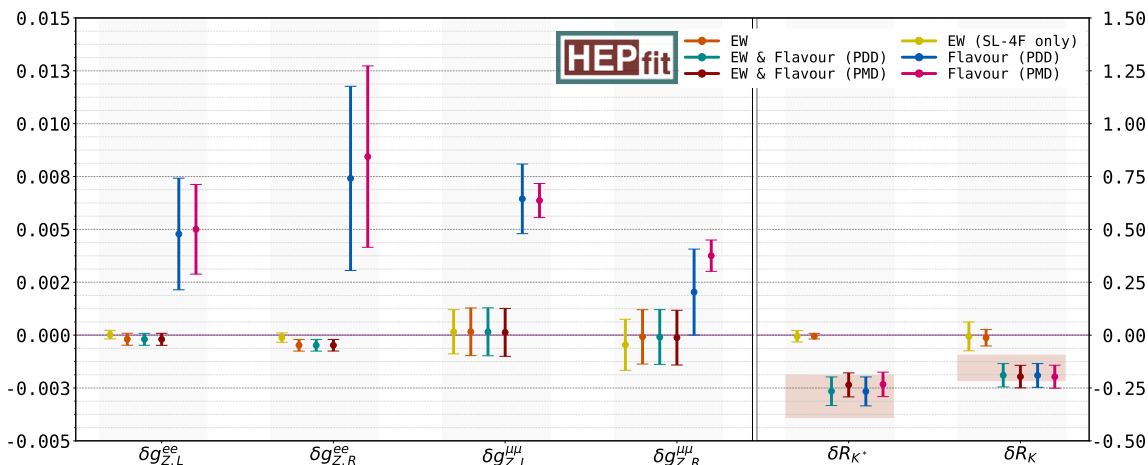 0.015
0.013
0.010
0.008
0.005
0.002
0.000
-0.003
-0.005
HEPfit
EW
EW & Flavour (PDD)
EW & Flavour (PMD)
EW (SL-4F only)
Flavour (PDD)
Flavour (PMD)
1.50
1.25
1.00
0.75
0.50
0.25
0.00
-0.25
-0.50
δg^{ee}_{Z,L}
δg^{ee}_{Z,R}
δg^{μμ}_{Z,L}
δg^{μμ}_{Z,R}
δR_{K*}
δR_K